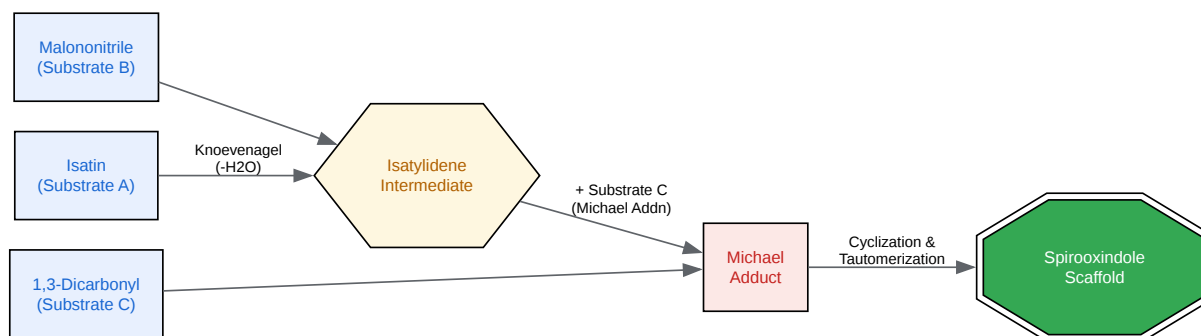 Malononitrile
(Substrate B)
Isatin
(Substrate A)
1,3-Dicarbonyl
(Substrate C)
Knoevenagel
(-H2O)
Isatylidene
Intermediate
+ Substrate C
(Michael Addn)
Michael
Adduct
Cyclization &
Tautomerization
Spirooxindole
Scaffold